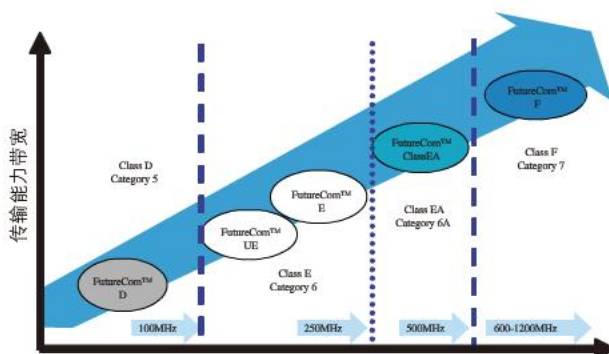 传输能力带宽
FutureCom™
F
FutureCom™
ClassEA
Class F
Category 7
Class D
Category 5
FutureCom™
E
Class EA
Category 6A
FutureCom™
UE
Class E
Category 6
FutureCom™
D
100MHz
250MHz
500MHz
600-1200MHz